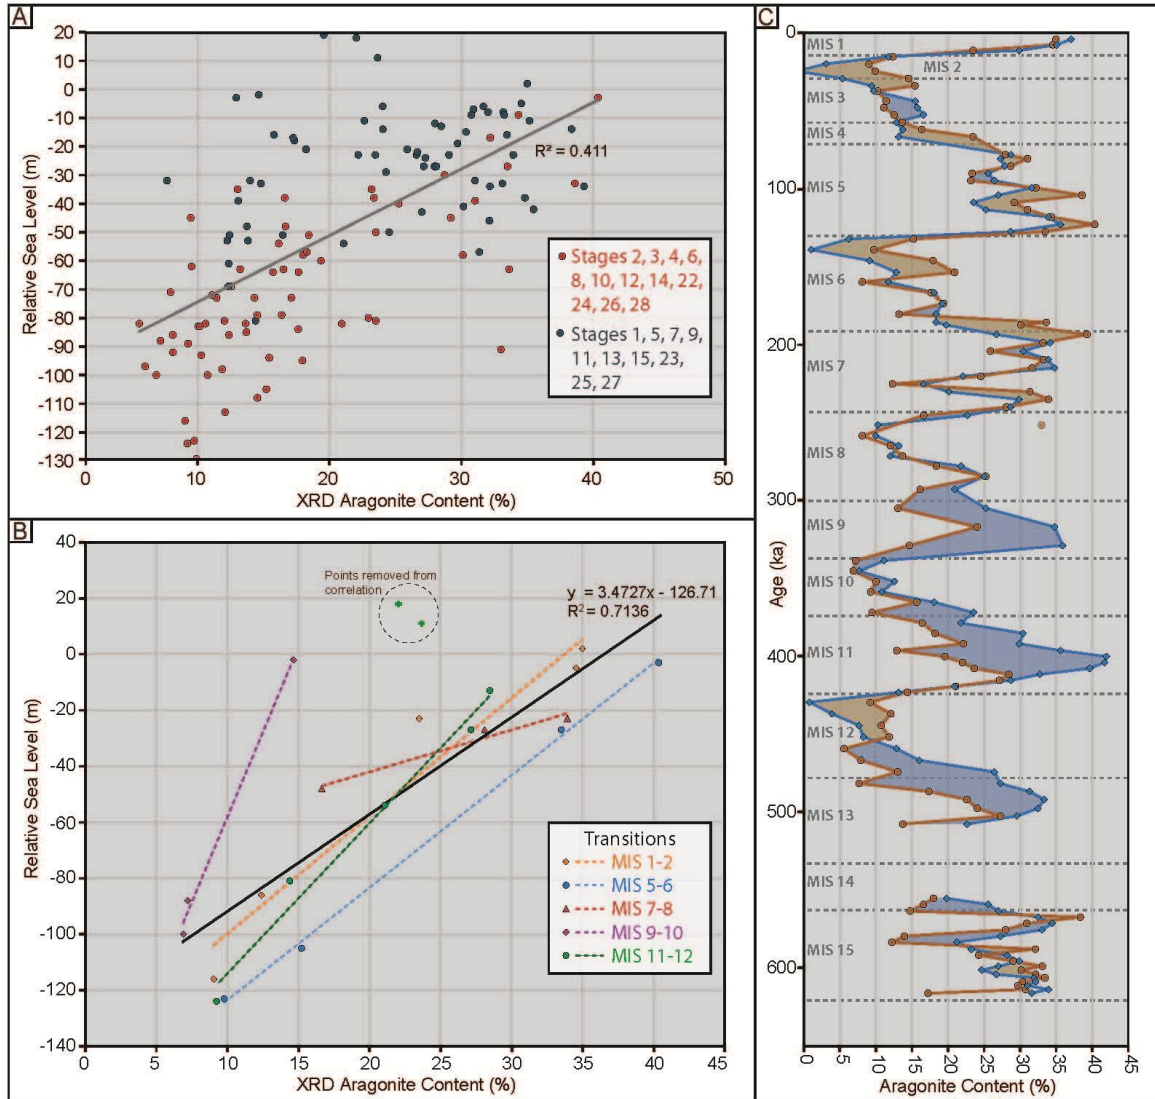 A
20
10
0
-10
-20
-30
-40
-50
-60
-70
-80
-90
-100
-110
-120
-130
Relative Sea Level (m)
R² = 0.411
Stages 2, 3, 4, 6,
8, 10, 12, 14, 22,
24, 26, 28
Stages 1, 5, 7, 9,
11, 13, 15, 23,
25, 27
0 10 20 30 40 50
XRD Aragonite Content (%)
B
40
20
0
-20
-40
-60
-80
-100
-120
-140
Relative Sea Level (m)
Points removed from
correlation
y = 3.4727x - 126.71
R² = 0.7136
Transitions
MIS 1-2
MIS 5-6
MIS 7-8
MIS 9-10
MIS 11-12
0 5 10 15 20 25 30 35 40 45
XRD Aragonite Content (%)
C
0
100
200
300
400
500
600
Age (ka)
MIS 1
MIS 2
MIS 3
MIS 4
MIS 5
MIS 6
MIS 7
MIS 8
MIS 9
MIS 10
MIS 11
MIS 12
MIS 13
MIS 14
MIS 15
0 5 10 15 20 25 30 35 40 45
Aragonite Content (%)